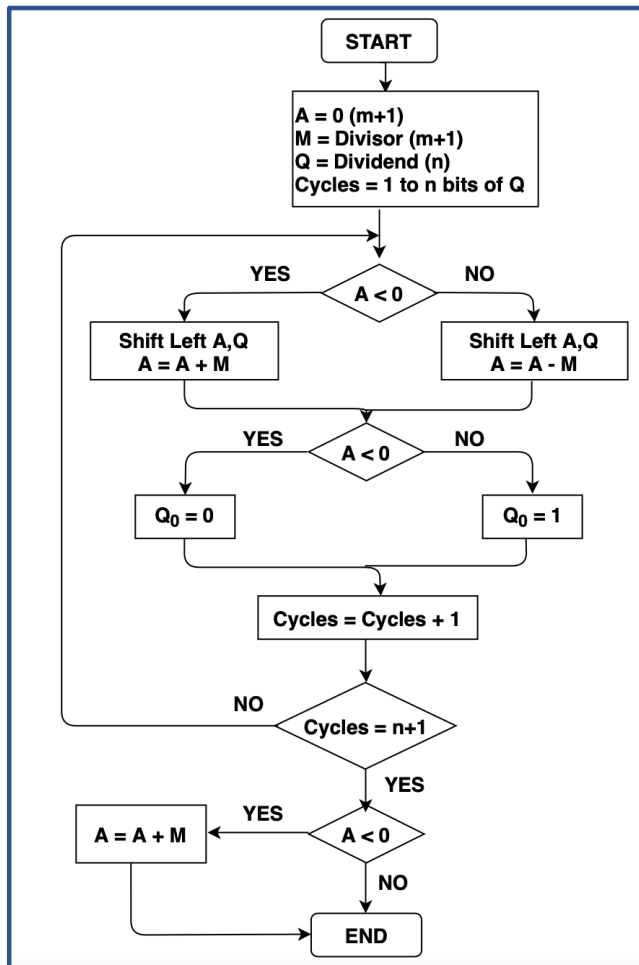 START
A = 0 (m+1)
M = Divisor (m+1)
Q = Dividend (n)
Cycles = 1 to n bits of Q
YES
A < 0
NO
Shift Left A,Q
A = A + M
Shift Left A,Q
A = A - M
YES
A < 0
NO
Q₀ = 0
Q₀ = 1
Cycles = Cycles + 1
NO
Cycles = n+1
YES
A = A + M
YES
A < 0
NO
END